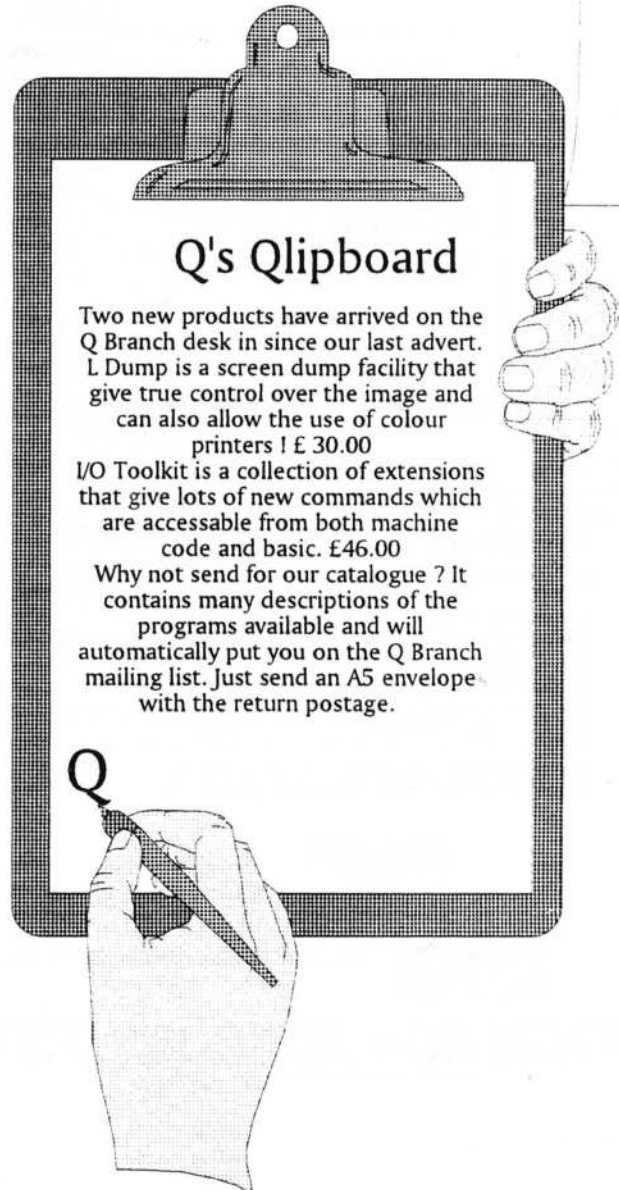 Q's Qlipboard
Two new products have arrived on the
Q Branch desk in since our last advert.
L Dump is a screen dump facility that
give true control over the image and
can also allow the use of colour
printers ! £ 30.00
I/O Toolkit is a collection of extensions
that give lots of new commands which
are accessable from both machine
code and basic. £46.00
Why not send for our catalogue ? It
contains many descriptions of the
programs available and will
automatically put you on the Q Branch
mailing list. Just send an A5 envelope
with the return postage.
Q